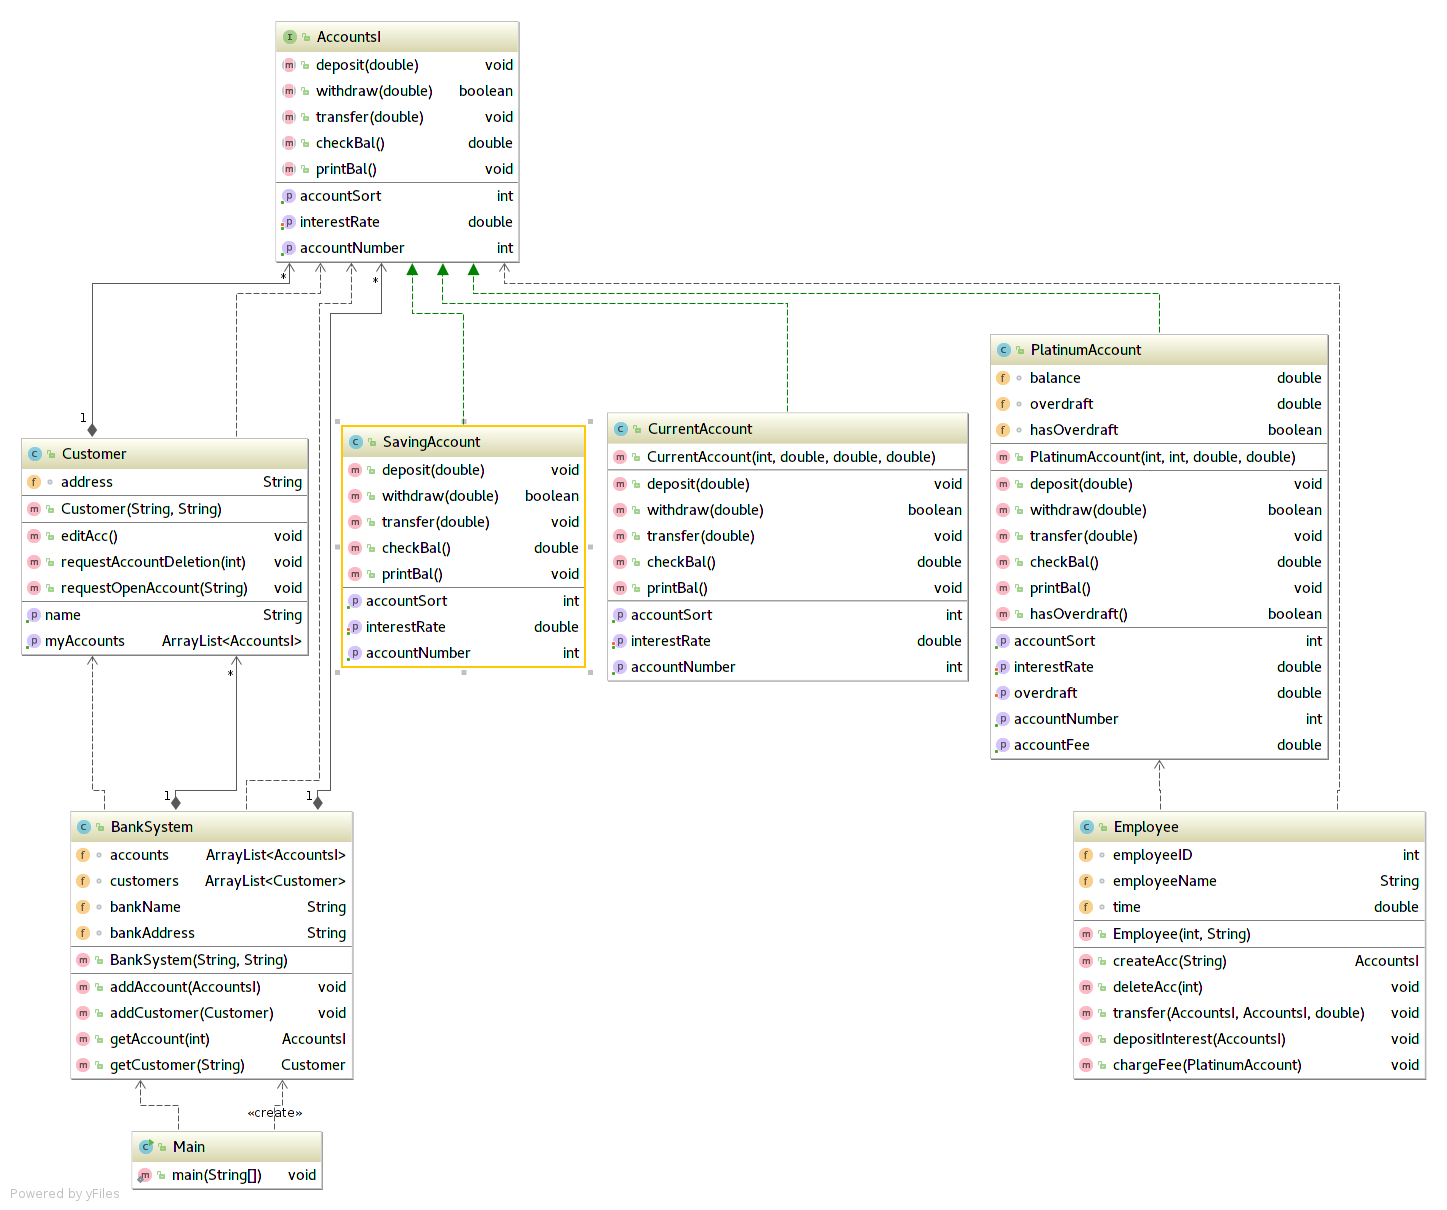 AccountsI
deposit(double) void
withdraw(double) boolean
transfer(double) void
checkBal() double
printBal() void
accountSort int
interestRate double
accountNumber int
*
*
1
Customer
address String
Customer(String, String)
editAcc() void
requestAccountDeletion(int) void
requestOpenAccount(String) void
name String
myAccounts ArrayList<AccountsI>
SavingAccount
deposit(double) void
withdraw(double) boolean
transfer(double) void
checkBal() double
printBal() void
accountSort int
interestRate double
accountNumber int
CurrentAccount
CurrentAccount(int, double, double, double)
deposit(double) void
withdraw(double) boolean
transfer(double) void
checkBal() double
printBal() void
accountSort int
interestRate double
accountNumber int
PlatinumAccount
balance double
overdraft double
hasOverdraft boolean
PlatinumAccount(int, int, double, double)
deposit(double) void
withdraw(double) boolean
transfer(double) void
checkBal() double
printBal() void
hasOverdraft() boolean
accountSort int
interestRate double
overdraft double
accountNumber int
accountFee double
*
1
1
BankSystem
accounts ArrayList<AccountsI>
customers ArrayList<Customer>
bankName String
bankAddress String
BankSystem(String, String)
addAccount(AccountsI) void
addCustomer(Customer) void
getAccount(int) AccountsI
getCustomer(String) Customer
Employee
employeeID int
employeeName String
time double
Employee(int, String)
createAcc(String) AccountsI
deleteAcc(int) void
transfer(AccountsI, AccountsI, double) void
depositInterest(AccountsI) void
chargeFee(PlatinumAccount) void
«create»
Main
main(String[]) void
Powered by yFiles